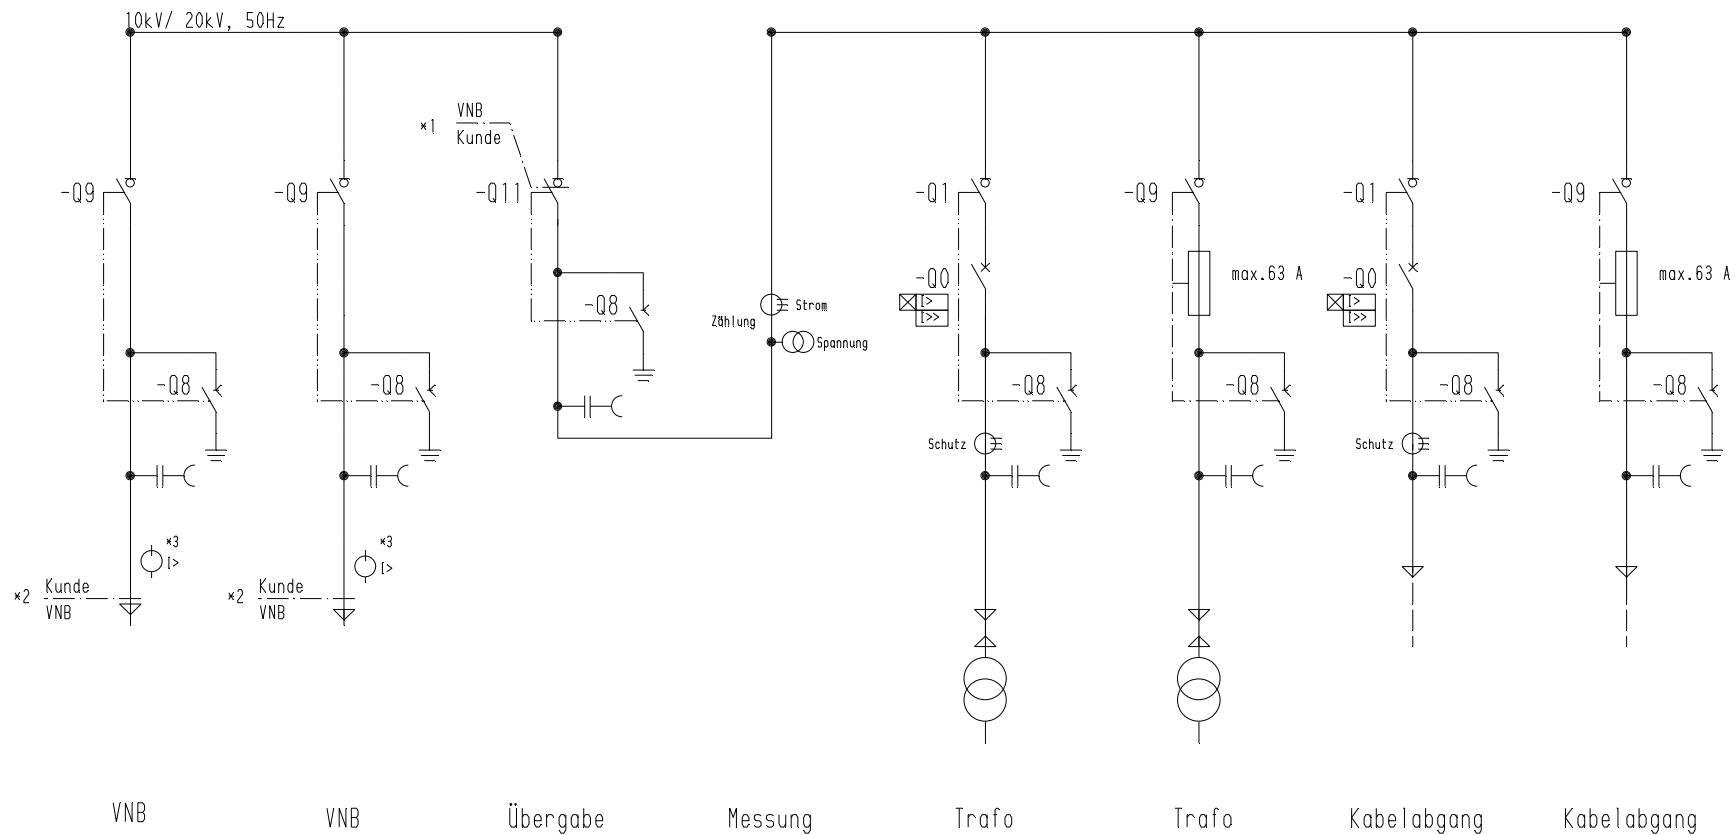 10kV/ 20kV, 50Hz
*1
VNB
Kunde
-Q9
-Q9
-Q11
-Q1
-Q9
-Q1
-Q9
-Q8
-Q0
max.63 A
-Q0
max.63 A
I>
I>>
I>
I>>
Zählung
Strom
Spannung
-Q8
-Q8
-Q8
-Q8
-Q8
-Q8
Schutz
Schutz
*3
I>
*3
I>
*2
Kunde
VNB
*2
Kunde
VNB
VNB
VNB
Übergabe
Messung
Trafo
Trafo
Kabelabgang
Kabelabgang